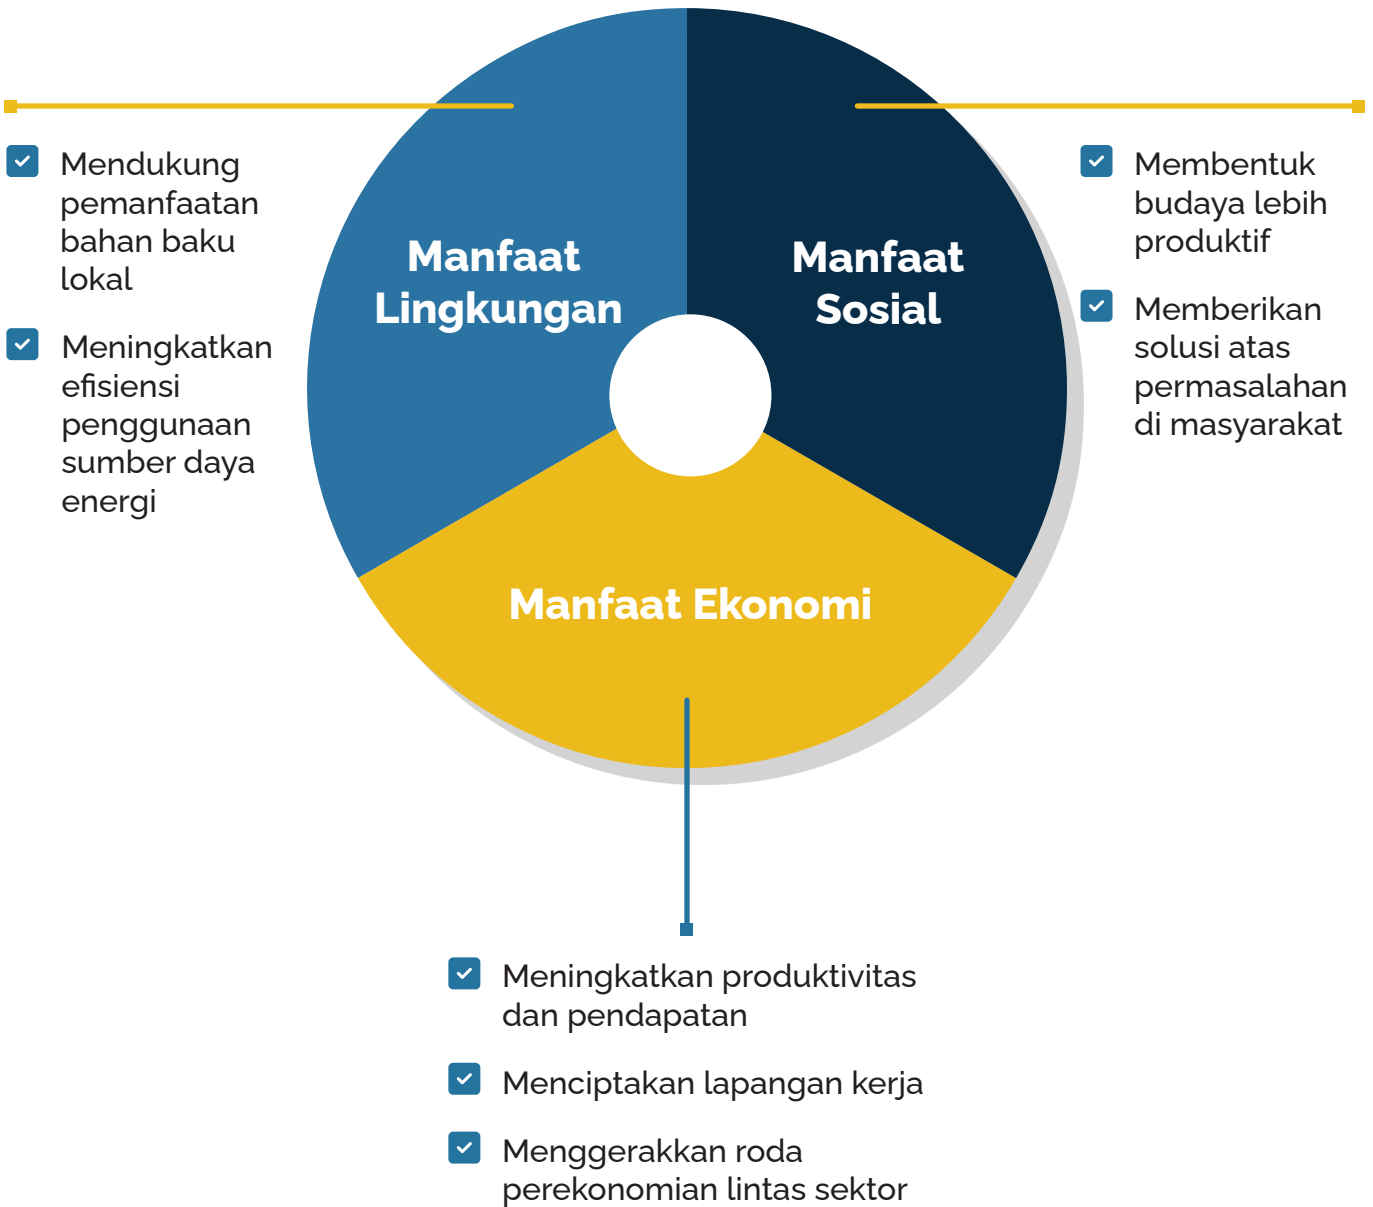 Mendukung
pemanfaatan
bahan baku
lokal
Meningkatkan
efisiensi
penggunaan
sumber daya
energi
Manfaat
Lingkungan
Manfaat
Sosial
Membentuk
budaya lebih
produktif
Memberikan
solusi atas
permasalahan
di masyarakat
Manfaat Ekonomi
Meningkatkan produktivitas
dan pendapatan
Menciptakan lapangan kerja
Menggerakkan roda
perekonomian lintas sektor